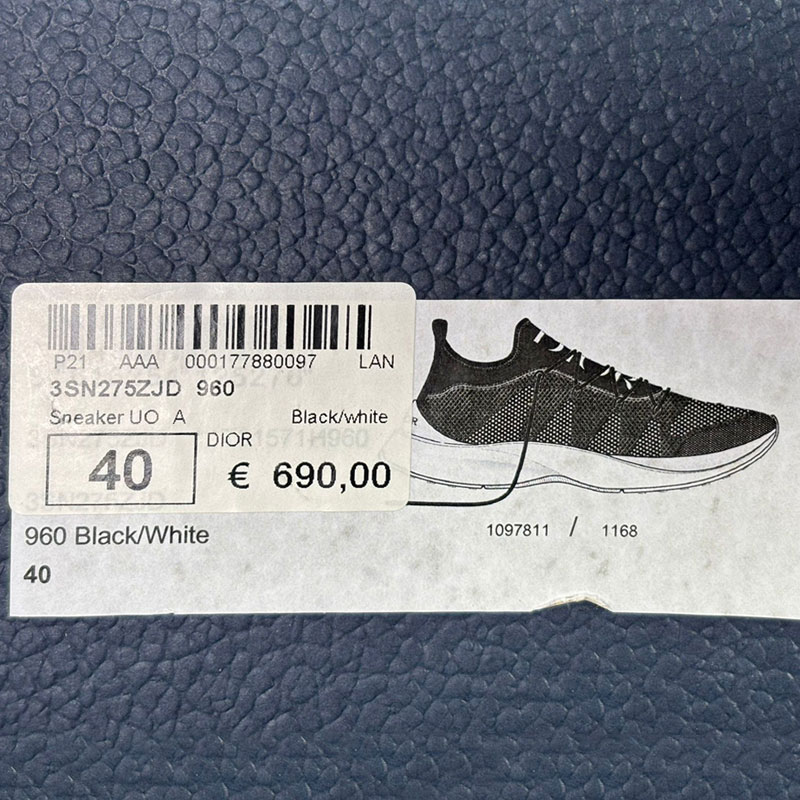 P21 AAA 000177880097 LAN
3SN275ZJD 960
Sneaker UO A Black/white
DIOR
40 € 690,00
960 Black/White
40
1097811 / 1168